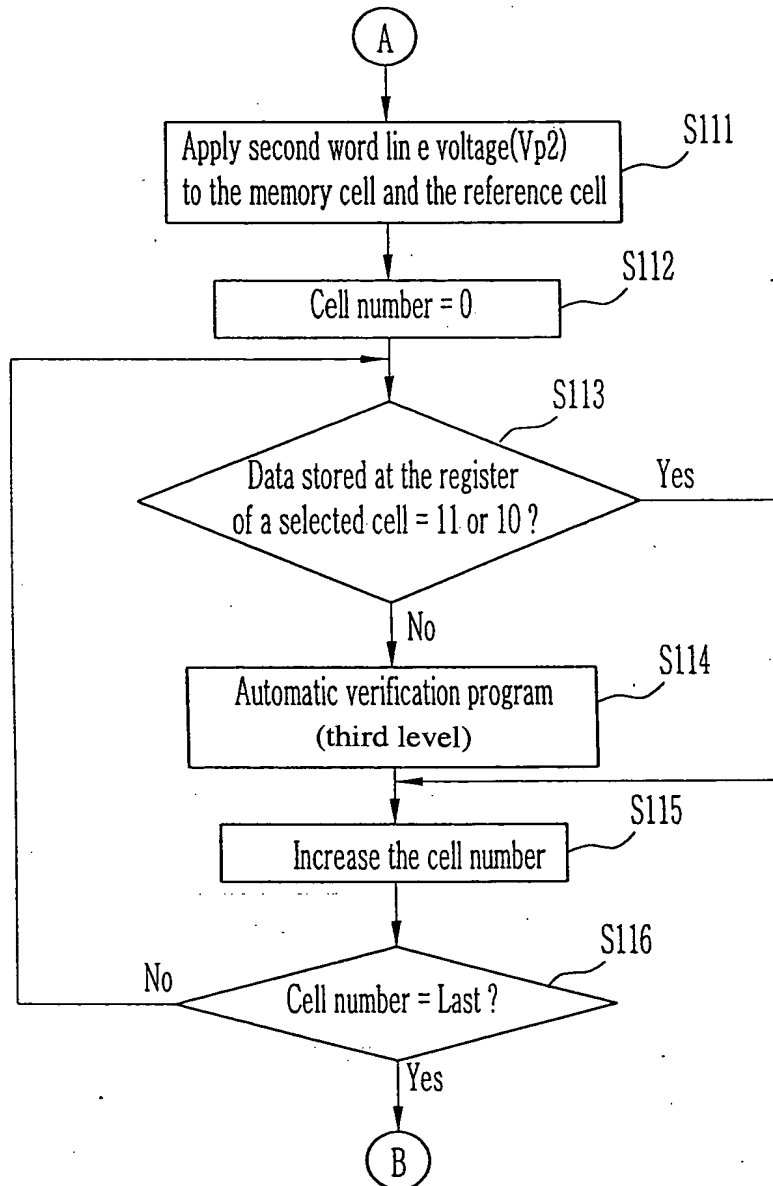 A
Apply second word lin e voltage(Vp2)
to the memory cell and the reference cell
S111
Cell number = 0
S112
S113
Data stored at the register
of a selected cell = 11 or 10 ?
Yes
No
Automatic verification program
(third level)
S114
Increase the cell number
S115
S116
Cell number = Last ?
No
Yes
B